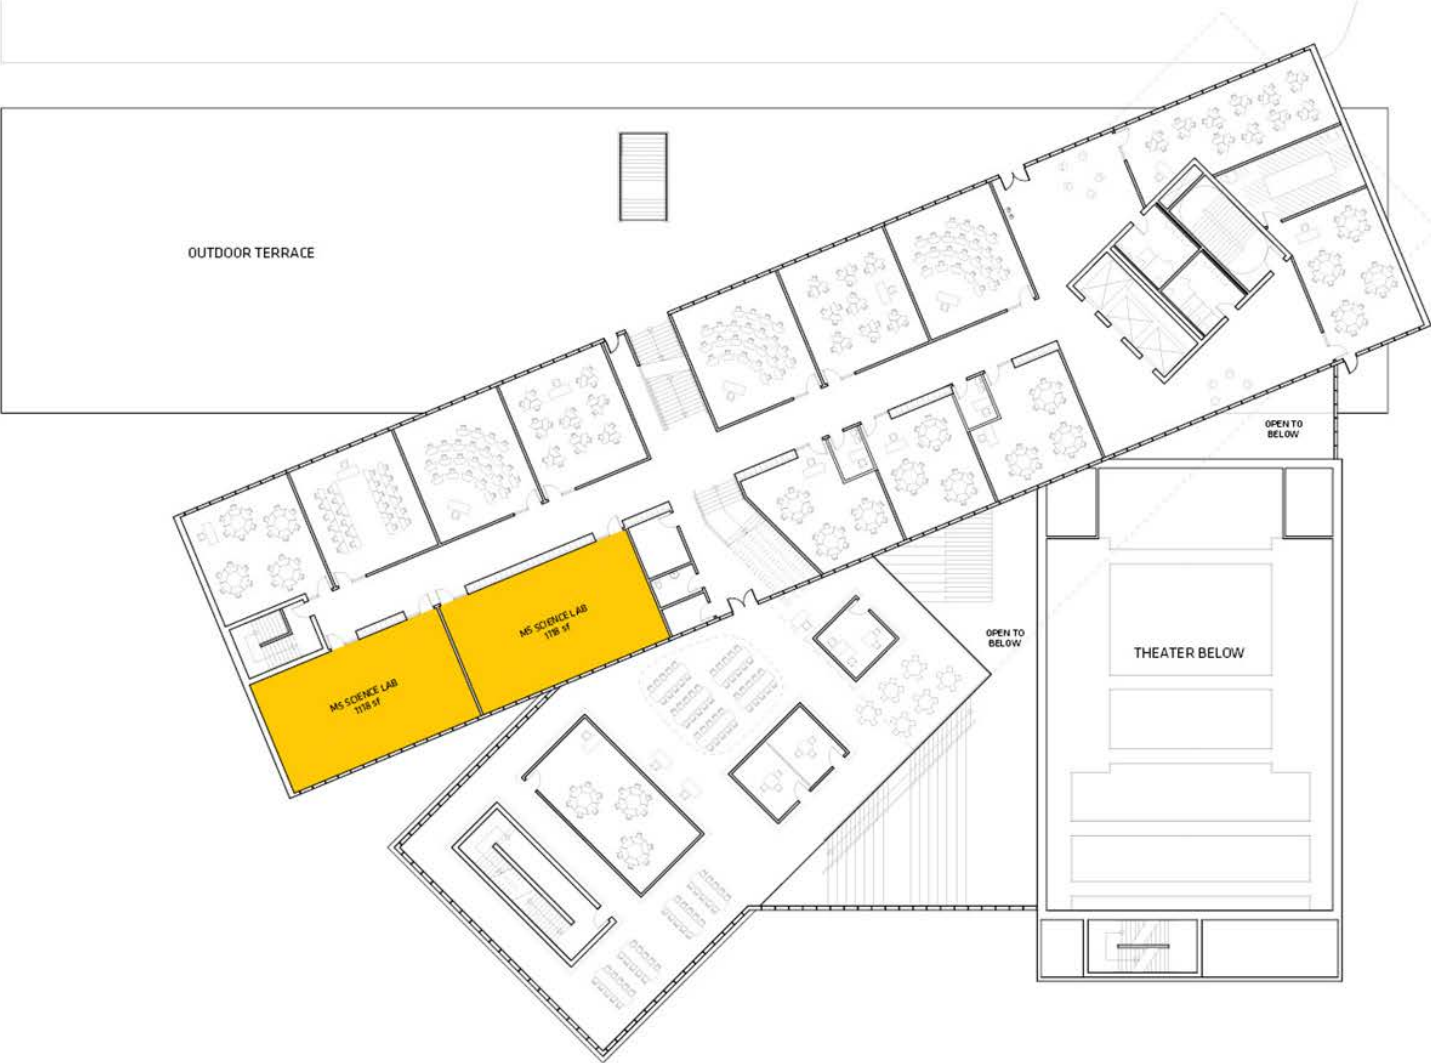 OUTDOOR TERRACE
OPEN TO
BELOW
MS SCIENCE LAB
1118 sf
OPEN TO
BELOW
THEATER BELOW
MS SCIENCE LAB
1118 sf